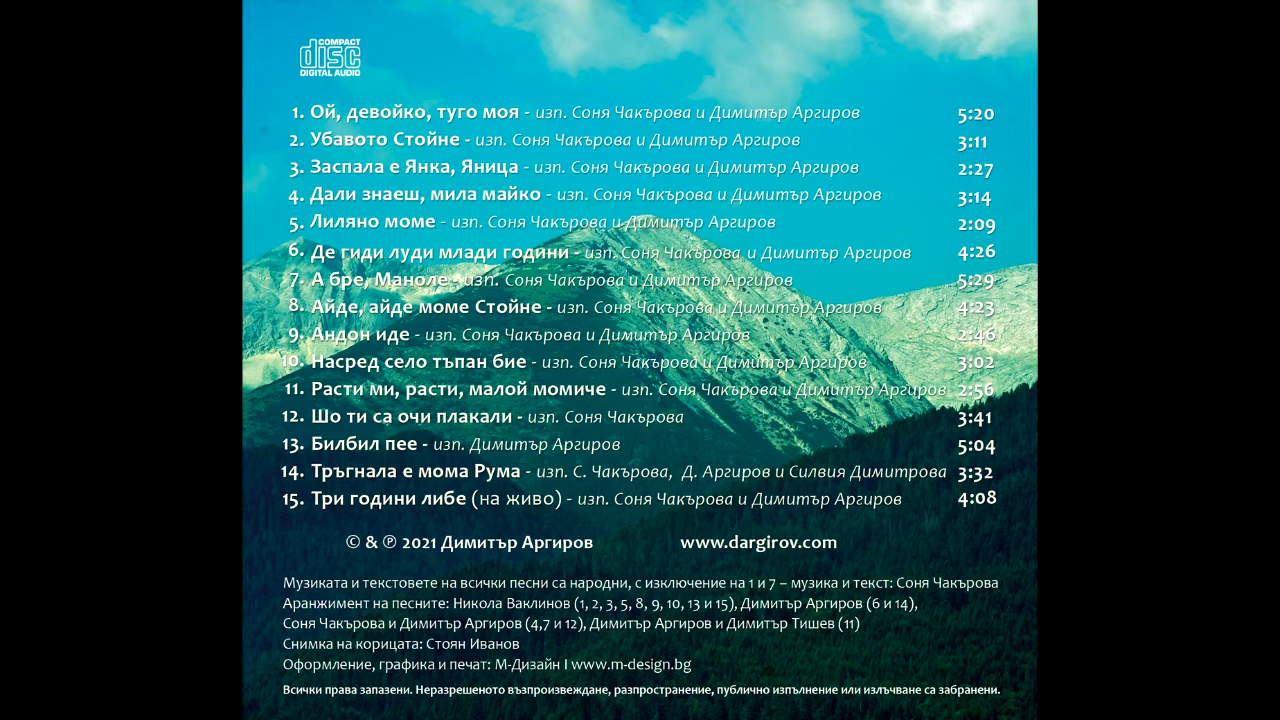 COMPACT
disc
DIGITAL AUDIO
1. Ой, девойко, туго моя - изп. Соня Чакърова и Димитър Аргиров 5:20
2. Убавото Стойне - изп. Соня Чакърова и Димитър Аргиров 3:11
3. Заспала е Янка, Яница - изп. Соня Чакърова и Димитър Аргиров 2:27
4. Дали знаеш, мила майко - изп. Соня Чакърова и Димитър Аргиров 3:14
5. Лиляно моме - изп. Соня Чакърова и Димитър Аргиров 2:09
6. Де гиди луди млади години - изп. Соня Чакърова и Димитър Аргиров 4:26
7. А бре, Маноле - изп. Соня Чакърова и Димитър Аргиров 5:29
8. Айде, айде моме Стойне - изп. Соня Чакърова и Димитър Аргиров 4:23
9. Андон иде - изп. Соня Чакърова и Димитър Аргиров 2:46
10. Насред село тъпан бие - изп. Соня Чакърова и Димитър Аргиров 3:02
11. Расти ми, расти, малой момиче - изп. Соня Чакърова и Димитър Аргиров 2:56
12. Шо ти са очи плакали - изп. Соня Чакърова 3:41
13. Билбил пее - изп. Димитър Аргиров 5:04
14. Тръгнала е мома Рума - изп. С. Чакърова, Д. Аргиров и Силвия Димитрова 3:32
15. Три години либе (на живо) - изп. Соня Чакърова и Димитър Аргиров 4:08
© & ℗ 2021 Димитър Аргиров www.dargirov.com
Музиката и текстовете на всички песни са народни, с изключение на 1 и 7 – музика и текст: Соня Чакърова
Аранжимент на песните: Никола Ваклинов (1, 2, 3, 5, 8, 9, 10, 13 и 15), Димитър Аргиров (6 и 14),
Соня Чакърова и Димитър Аргиров (4,7 и 12), Димитър Аргиров и Димитър Тишев (11)
Снимка на корицата: Стоян Иванов
Оформление, графика и печат: М-Дизайн I www.m-design.bg
Всички права запазени. Неразрешеното възпроизвеждане, разпространение, публично изпълнение или излъчване са забранени.